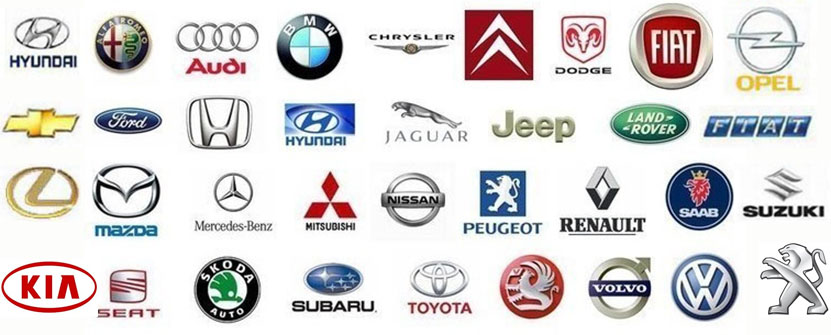 HYUNDAI
ALFA ROMEO
Audi
BMW
CHRYSLER
DODGE
FIAT
OPEL
Ford
HYUNDAI
JAGUAR
Jeep
LAND
ROVER
FIAT
mazda
Mercedes-Benz
MITSUBISHI
NISSAN
PEUGEOT
RENAULT
SAAB
SUZUKI
KIA
SEAT
SKODA
AUTO
SUBARU.
TOYOTA
VOLVO